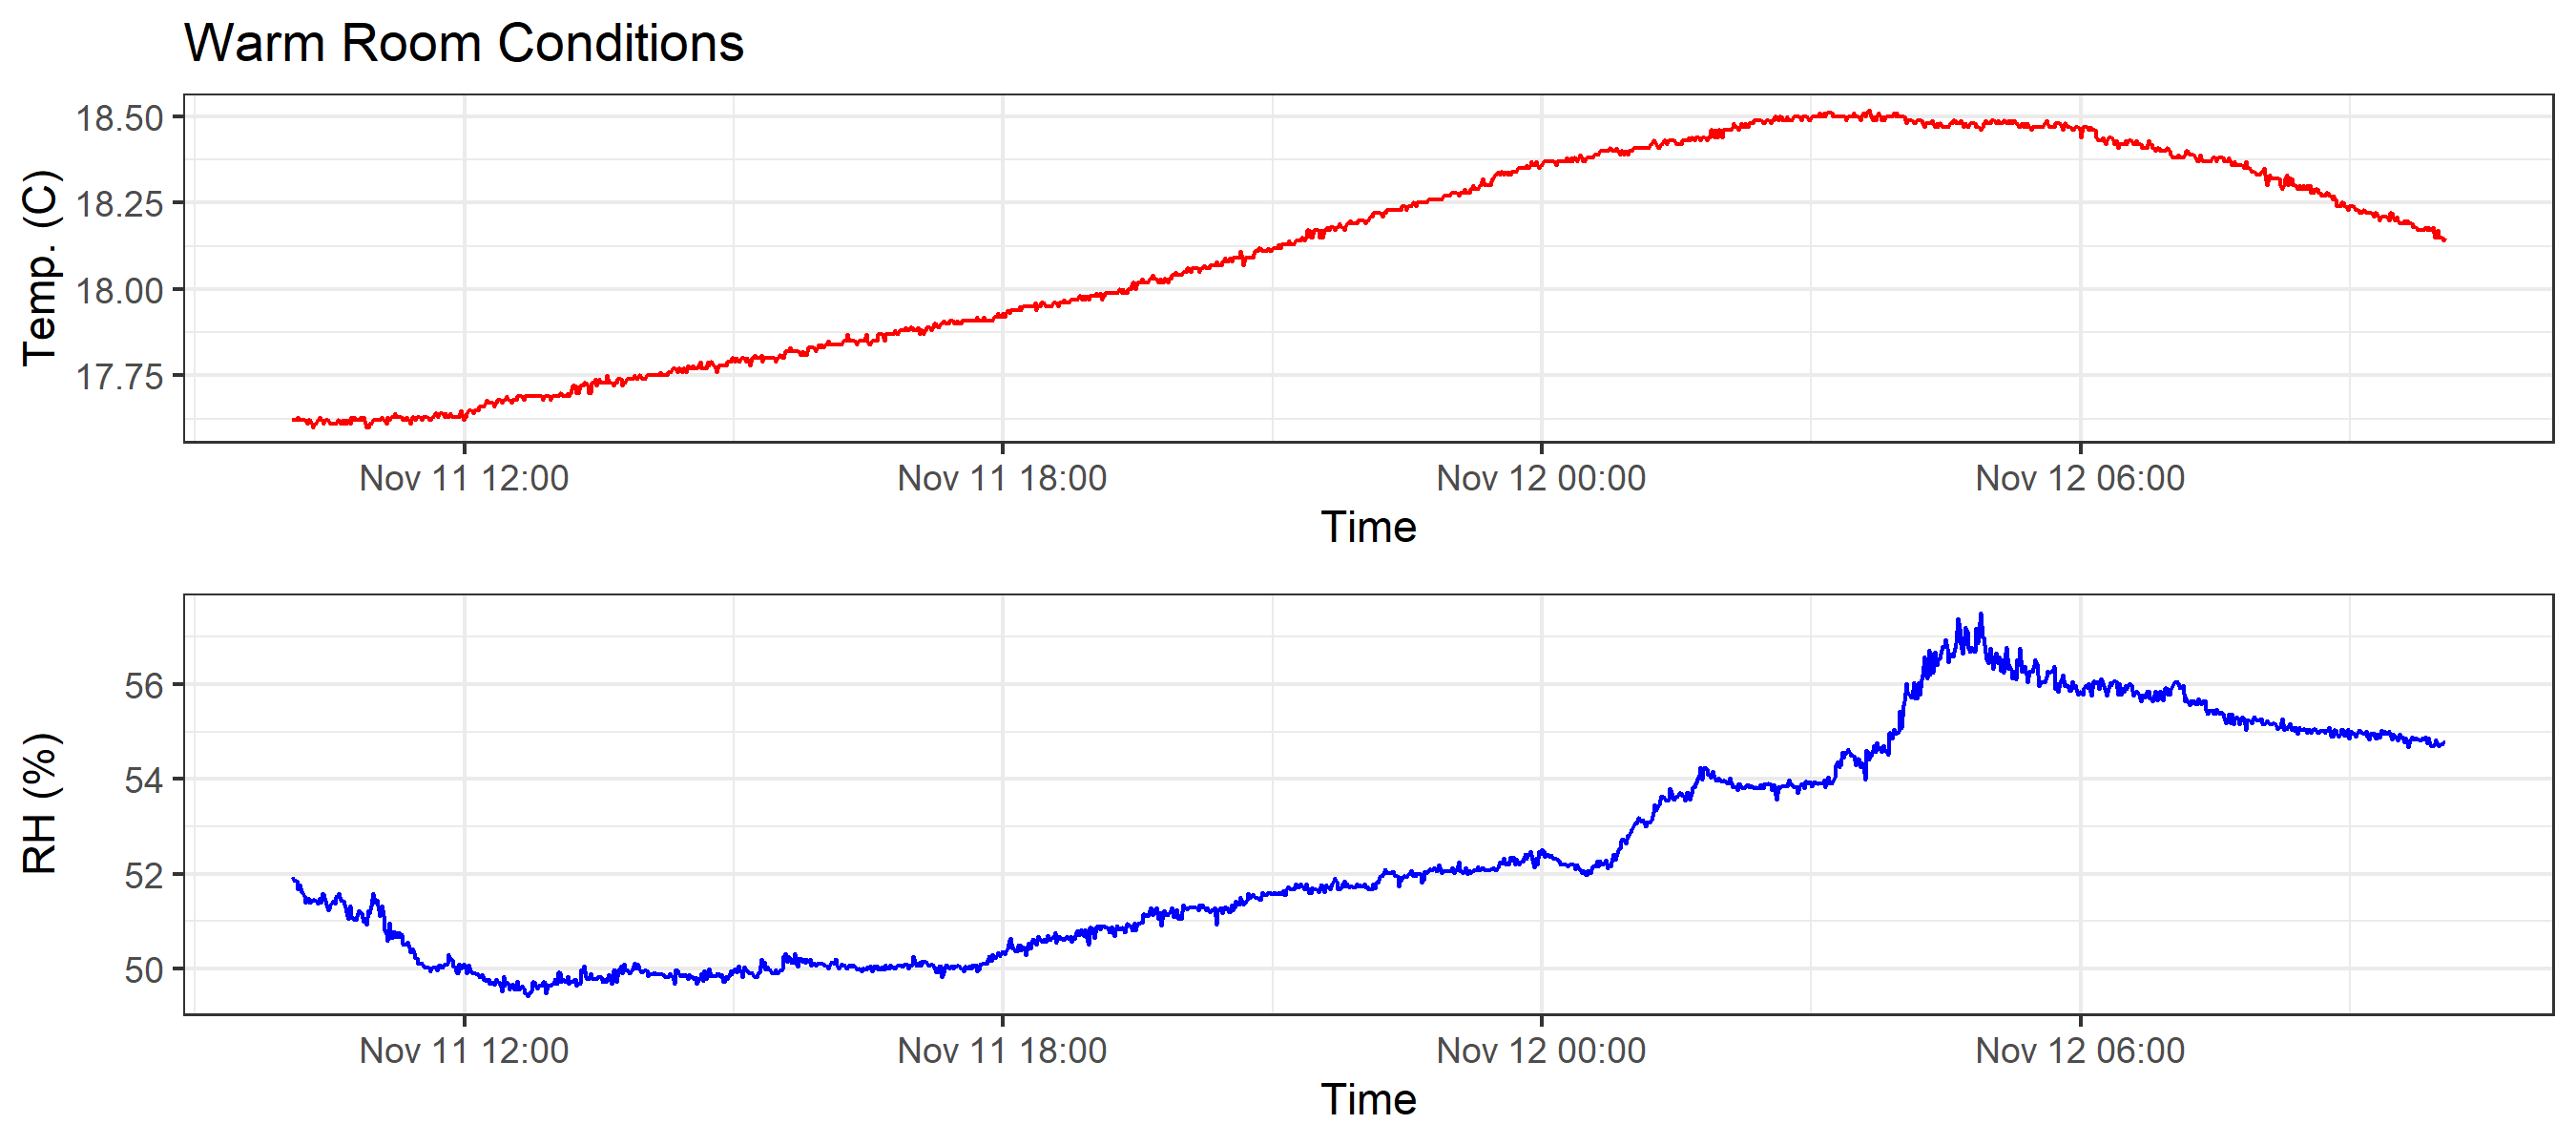 Warm Room Conditions
Temp. (C)
18.50
18.25
18.00
17.75
Nov 11 12:00 Nov 11 18:00 Nov 12 00:00 Nov 12 06:00
Time
RH (%)
56
54
52
50
Nov 11 12:00 Nov 11 18:00 Nov 12 00:00 Nov 12 06:00
Time